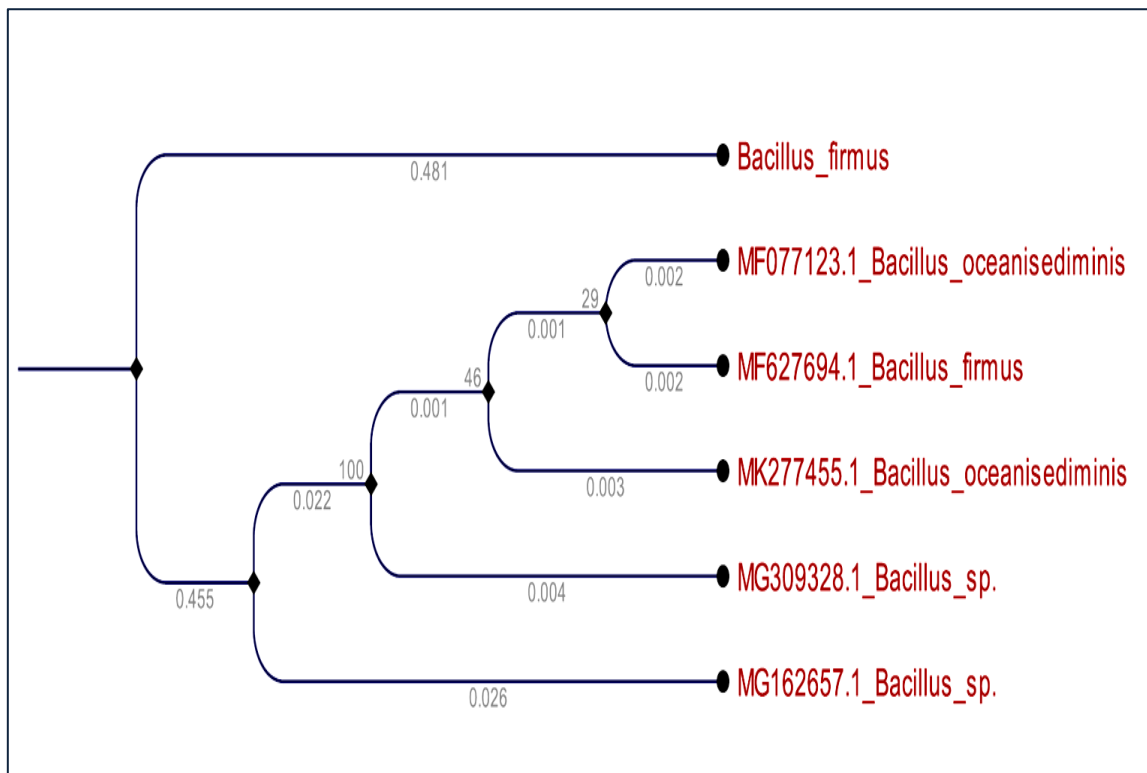 Bacillus_firmus
0.481
MF077123.1_Bacillus_oceanisediminis
0.002
29
0.001
MF627694.1_Bacillus_firmus
0.002
46
0.001
MK277455.1_Bacillus_oceanisediminis
0.003
100
0.022
MG309328.1_Bacillus_sp.
0.004
0.455
MG162657.1_Bacillus_sp.
0.026